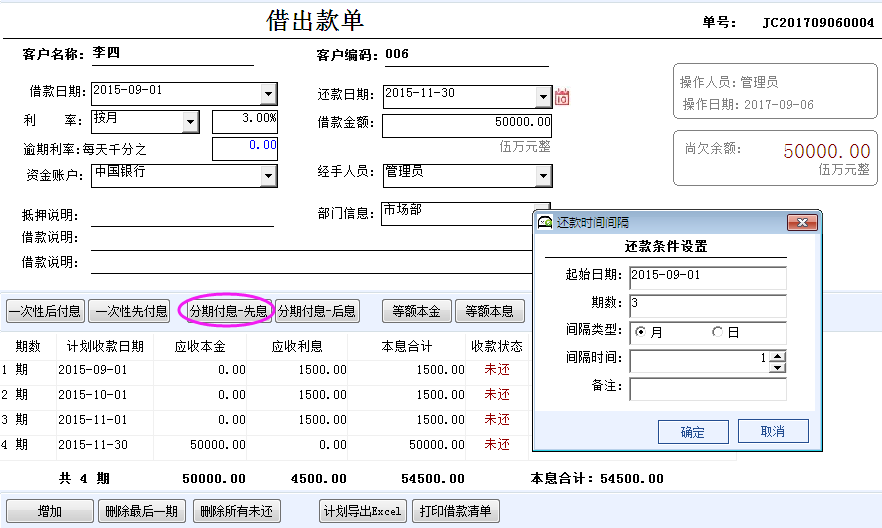 借出款单
单号： JC201709060004
客户名称：李四
客户编码：006
借款日期：2015-09-01
还款日期：2015-11-30
利 率：按月 3.00%
借款金额：50000.00
伍万元整
逾期利率：每天千分之 0.00
资金账户：中国银行
经手人员：管理员
抵押说明：
部门信息：市场部
借款说明：
借款说明：
操作人员：管理员
操作日期：2017-09-06
尚欠余额： 50000.00
伍万元整
还款时间间隔
还款条件设置
起始日期：2015-09-01
期数：3
间隔类型：月 日
间隔时间：1
备注：
确定 取消
一次性后付息 一次性先付息 分期付息-先息 分期付息-后息 等额本金 等额本息
期数 计划收款日期 应收本金 应收利息 本息合计 收款状态
1 期 2015-09-01 0.00 1500.00 1500.00 未还
2 期 2015-10-01 0.00 1500.00 1500.00 未还
3 期 2015-11-01 0.00 1500.00 1500.00 未还
4 期 2015-11-30 50000.00 0.00 50000.00 未还
共 4 期 50000.00 4500.00 54500.00 本息合计：54500.00
增加 删除最后一期 删除所有未还 计划导出Excel 打印借款清单